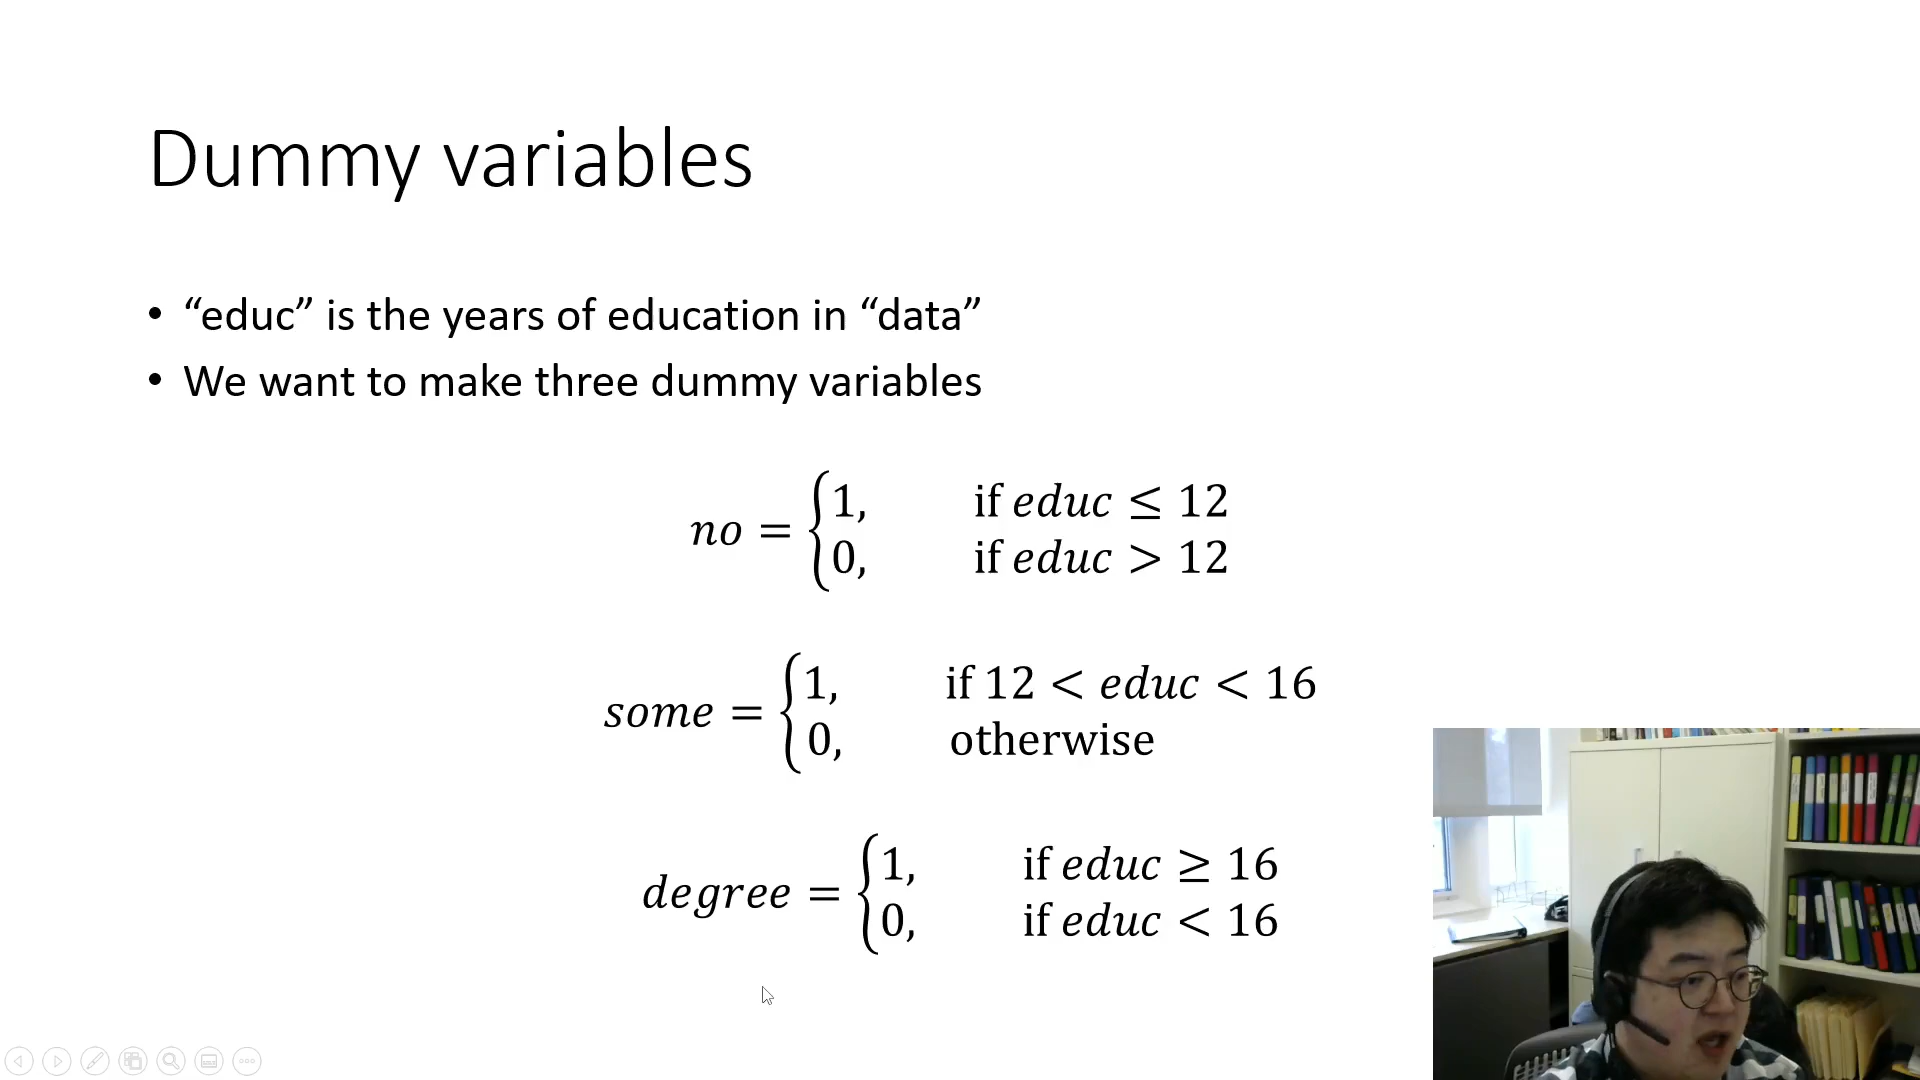 Dummy variables
• “educ” is the years of education in “data”
• We want to make three dummy variables
no = {1, if educ ≤ 12
0, if educ > 12
some = {1, if 12 < educ < 16
0, otherwise
degree = {1, if educ ≥ 16
0, if educ < 16